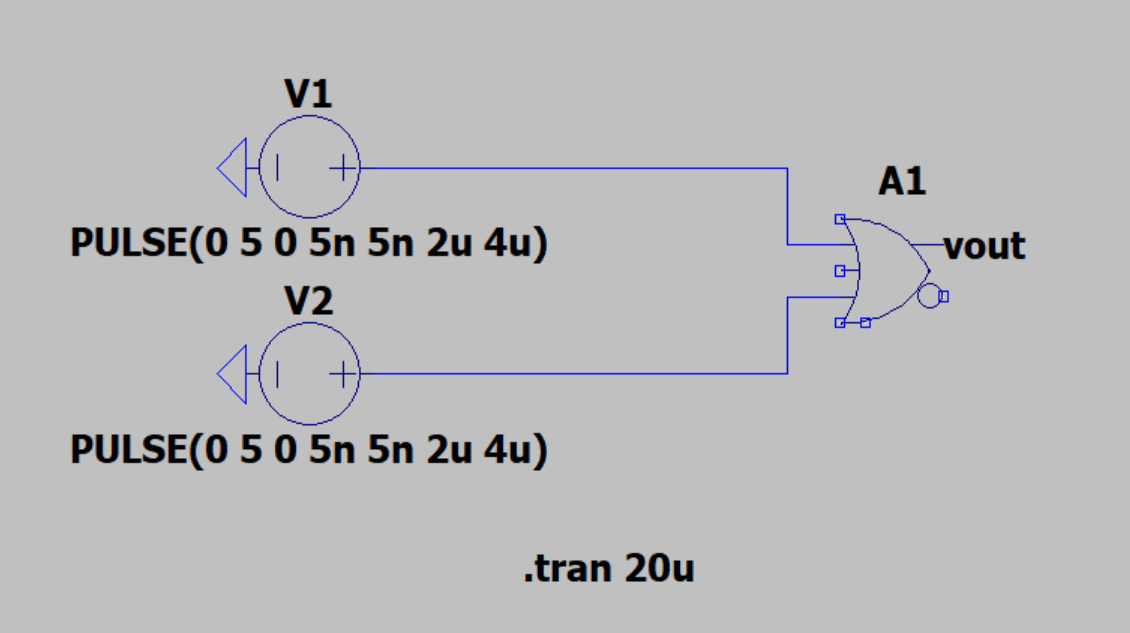 V1
A1
PULSE(0 5 0 5n 5n 2u 4u)
vout
V2
PULSE(0 5 0 5n 5n 2u 4u)
.tran 20u